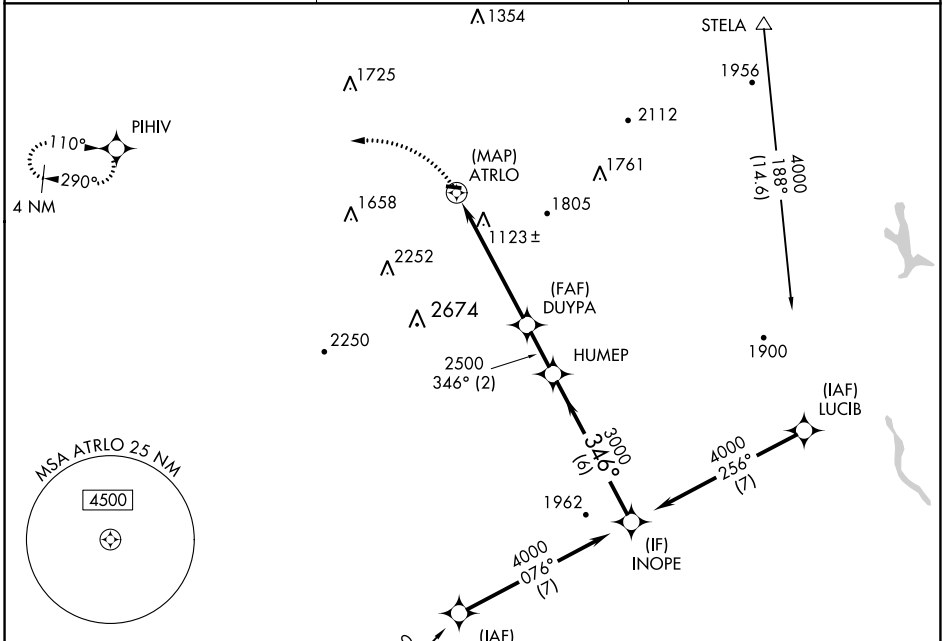 1354
STELA
1725
1956
PIHIV
2112
110°
290°
4 NM
(MAP)
ATRLO
1761
4000
188°
(14.6)
1658
1805
1123 ±
2252
(FAF)
DUYPA
2674
2250
HUMEP
1900
2500
346° (2)
(IAF)
LUCIB
MSA ATRLO 25 NM
4500
3000
346°
(6)
4000
256°
(7)
1962
(IF)
INOPE
4000
076°
(7)
(IAF)